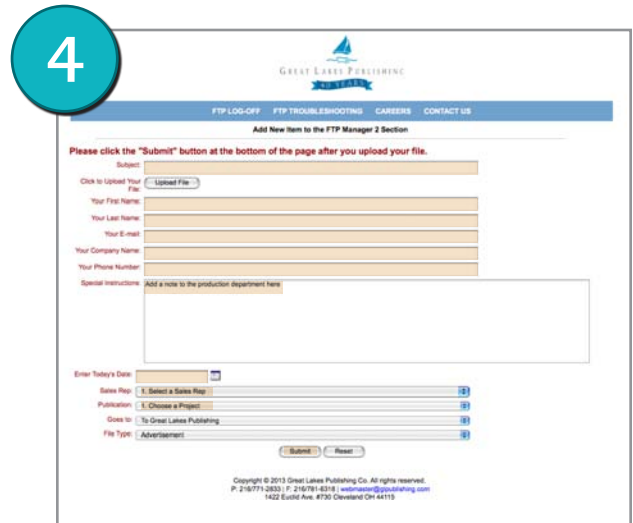 4
GREAT LAKES PUBLISHING
40 YEARS
FTP LOG-OFF FTP TROUBLESHOOTING CAREERS CONTACT US
Add New Item to the FTP Manager 2 Section
Please click the "Submit" button at the bottom of the page after you upload your file.
Subject:
Click to Upload Your File: Upload File
Your First Name:
Your Last Name:
Your E-mail:
Your Company Name:
Your Phone Number:
Special Instructions: Add a note to the production department here
Enter Today's Date:
Sales Rep: 1. Select a Sales Rep
Publication: 1. Choose a Project
Goes to: To Great Lakes Publishing
File Type: Advertisement
Submit Reset
Copyright © 2013 Great Lakes Publishing Co. All rights reserved.
P: 216/771-2833 | F: 216/781-6318 | webmaster@glpublishing.com
1422 Euclid Ave. #730 Cleveland OH 44115